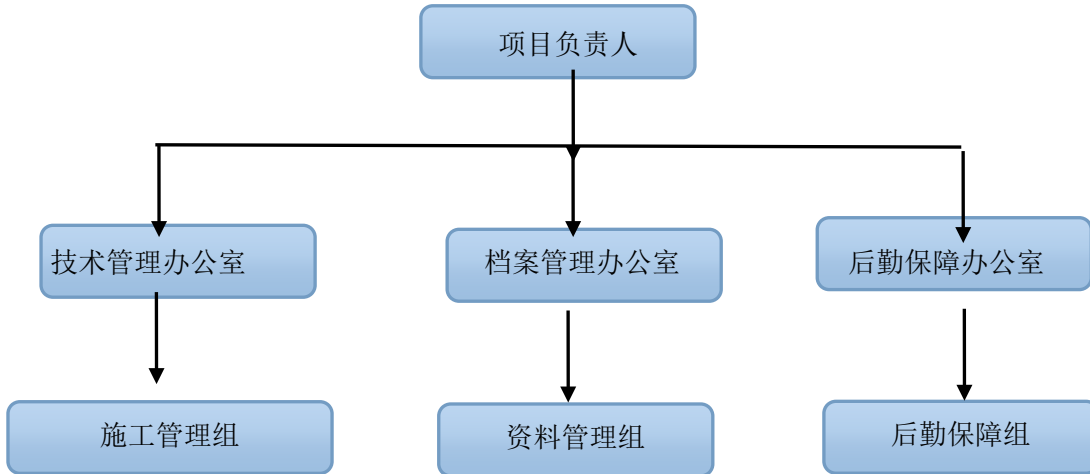 项目负责人
技术管理办公室
档案管理办公室
后勤保障办公室
施工管理组
资料管理组
后勤保障组